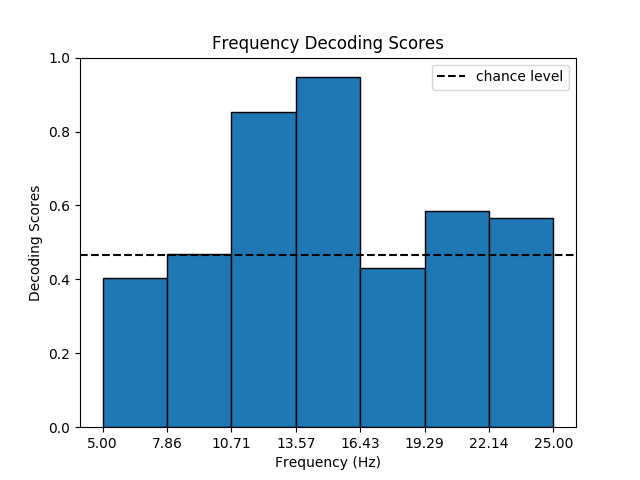 Frequency Decoding Scores
1.0
chance level
0.8
0.6
Decoding Scores
0.4
0.2
0.0
5.00 7.86 10.71 13.57 16.43 19.29 22.14 25.00
Frequency (Hz)